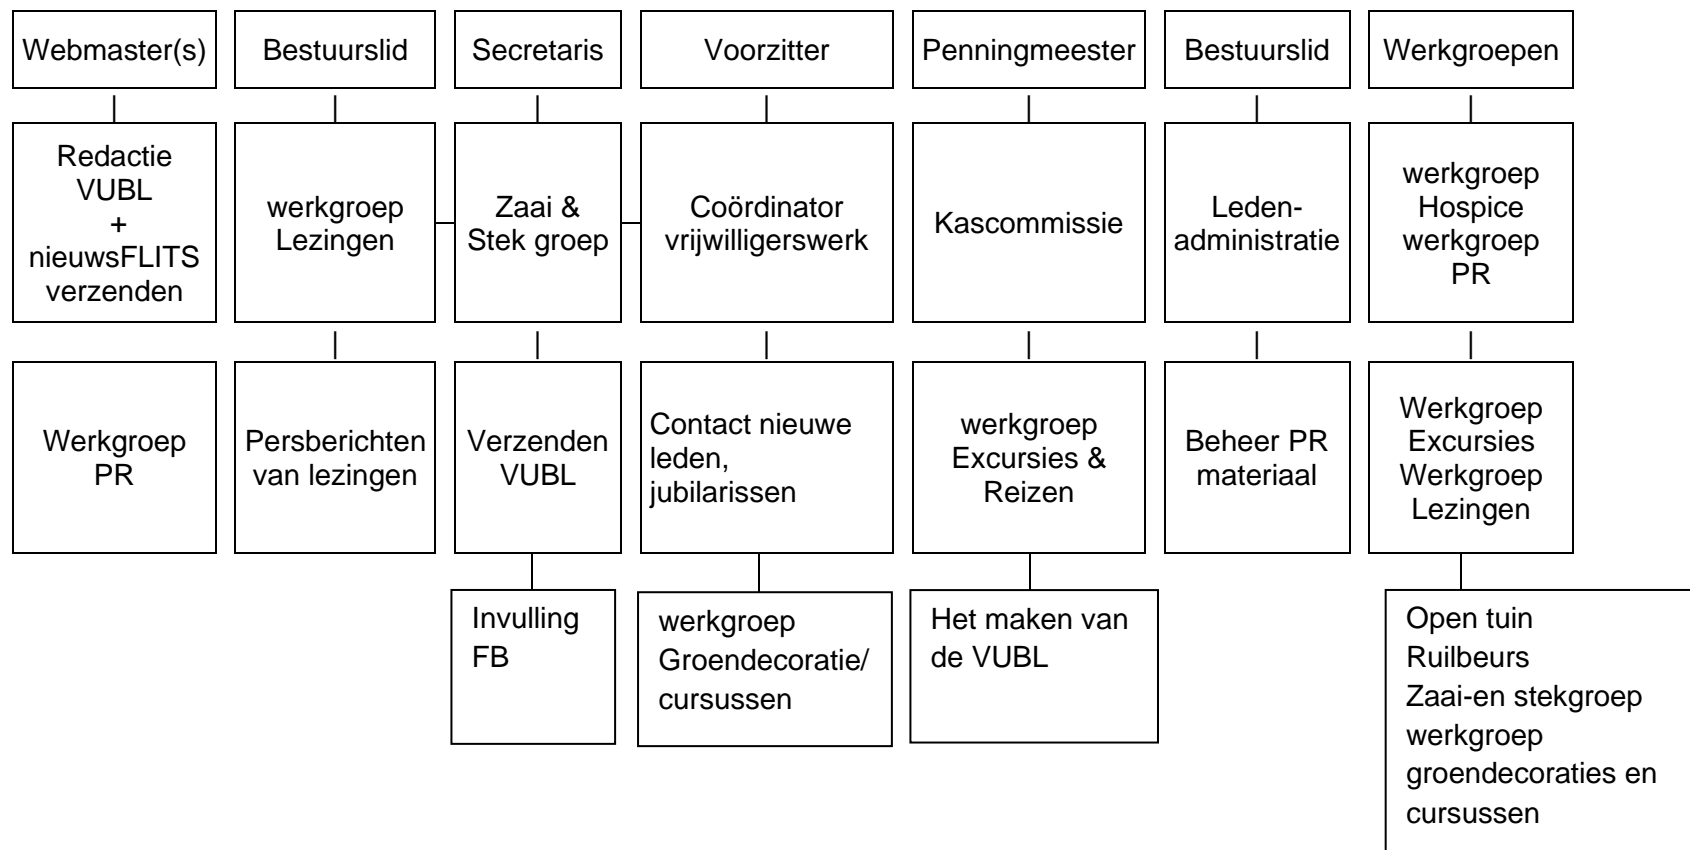 Webmaster(s)
Bestuurslid
Secretaris
Voorzitter
Penningmeester
Bestuurslid
Werkgroepen
Redactie
VUBL
+
nieuwsFLITS
verzenden
werkgroep
Lezingen
Zaai &
Stek groep
Coördinator
vrijwilligerswerk
Kascommissie
Leden-
administratie
werkgroep
Hospice
werkgroep
PR
Werkgroep
PR
Persberichten
van lezingen
Verzenden
VUBL
Contact nieuwe
leden,
jubilarissen
werkgroep
Excursies &
Reizen
Beheer PR
materiaal
Werkgroep
Excursies
Werkgroep
Lezingen
Invulling
FB
werkgroep
Groendecoratie/
cursussen
Het maken van
de VUBL
Open tuin
Ruilbeurs
Zaai-en stekgroep
werkgroep
groendecoraties en
cursussen